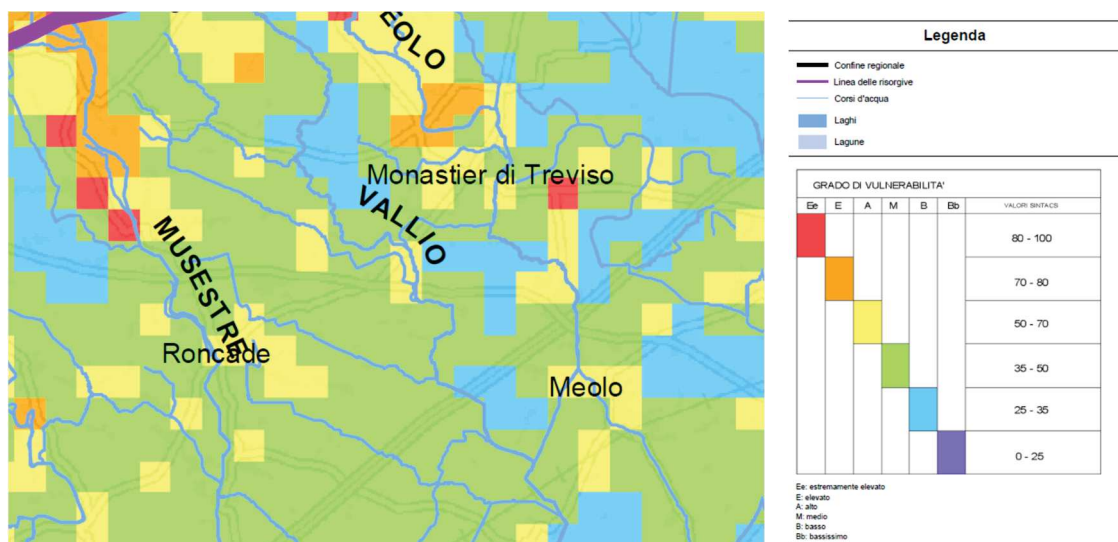 EOLO
Monastier di Treviso
VALLIO
MUSESTRE
Roncade
Meolo
Legenda
Confine regionale
Linea delle risorgive
Corsi d'acqua
Laghi
Lagune
GRADO DI VULNERABILITA'
Ee E A M B Bb VALORI SINTACS
80 - 100
70 - 80
50 - 70
35 - 50
25 - 35
0 - 25
Ee: estremamente elevato
E: elevato
A: alto
M: medio
B: basso
Bb: bassissimo